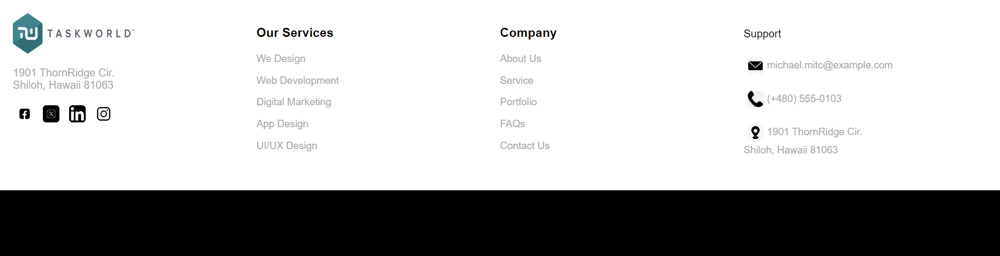 TASKWORLD™
1901 ThornRidge Cir.
Shiloh, Hawaii 81063
Our Services
We Design
Web Development
Digital Marketing
App Design
UI/UX Design
Company
About Us
Service
Portfolio
FAQs
Contact Us
Support
michael.mitc@example.com
(+480) 555-0103
1901 ThornRidge Cir.
Shiloh, Hawaii 81063